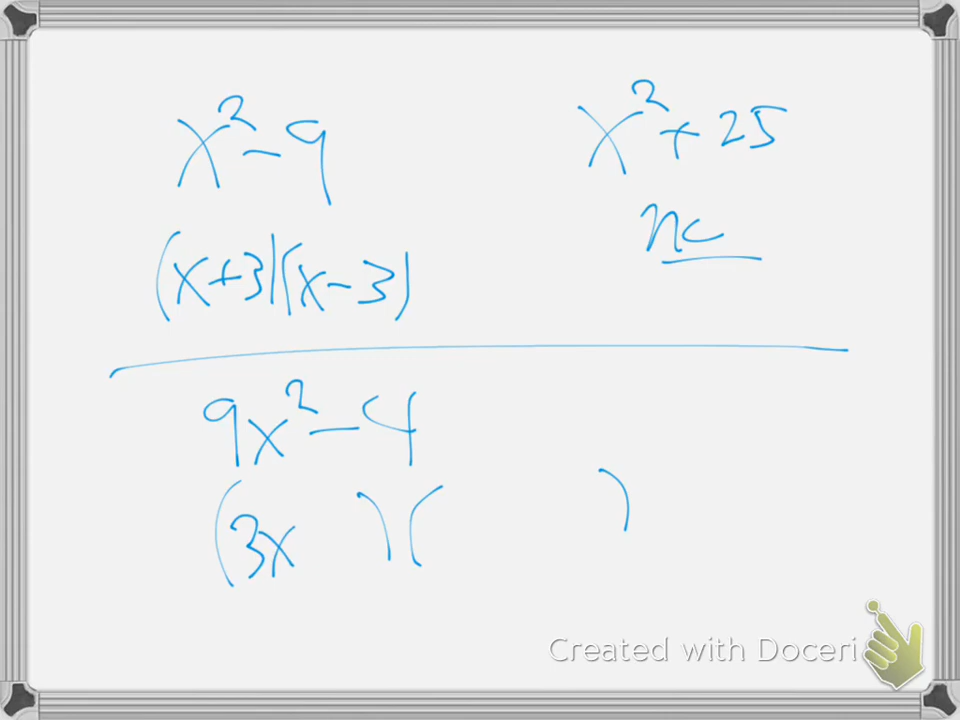 x² - 9
(x+3)(x-3)
x² + 25
nc
9x² - 4
(3x )( )
Created with Doceri